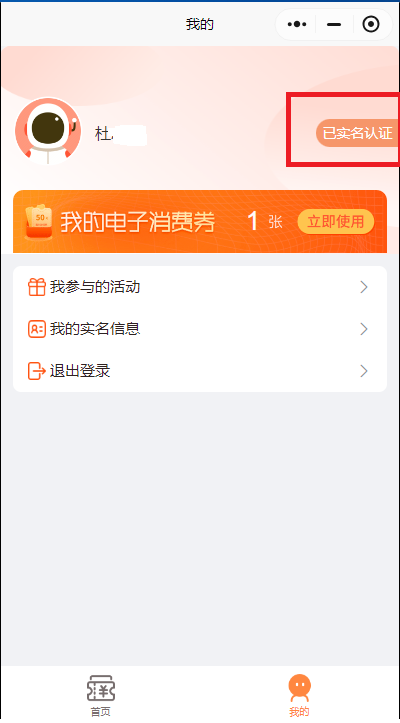 我的
杜
已实名认证
我的电子消费券 1 张 立即使用
我参与的活动
我的实名信息
退出登录
首页
我的